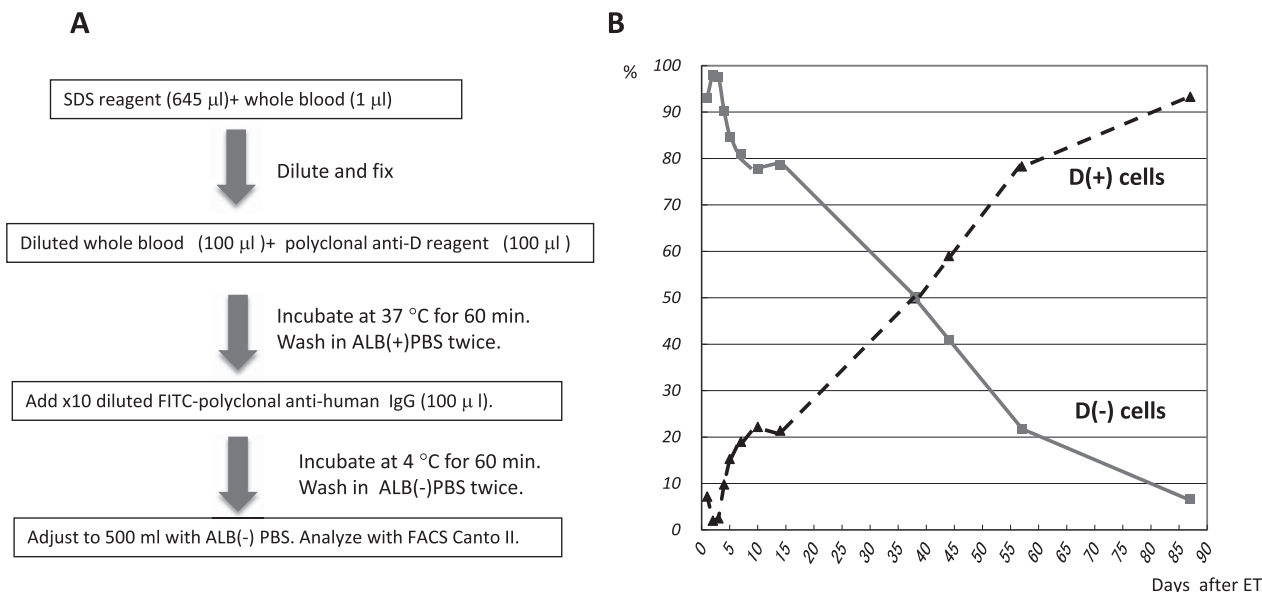 A
SDS reagent (645 μl)+ whole blood (1 μl)
Dilute and fix
Diluted whole blood (100 μl )+ polyclonal anti-D reagent (100 μl )
Incubate at 37 °C for 60 min.
Wash in ALB(+)PBS twice.
Add x10 diluted FITC-polyclonal anti-human IgG (100 μ l).
Incubate at 4 °C for 60 min.
Wash in ALB(-)PBS twice.
Adjust to 500 ml with ALB(-) PBS. Analyze with FACS Canto II.
B
%
100
90
80
70
60
50
40
30
20
10
0
D(+) cells
D(-) cells
0 5 10 15 20 25 30 35 40 45 50 55 60 65 70 75 80 85 90
Days after ET